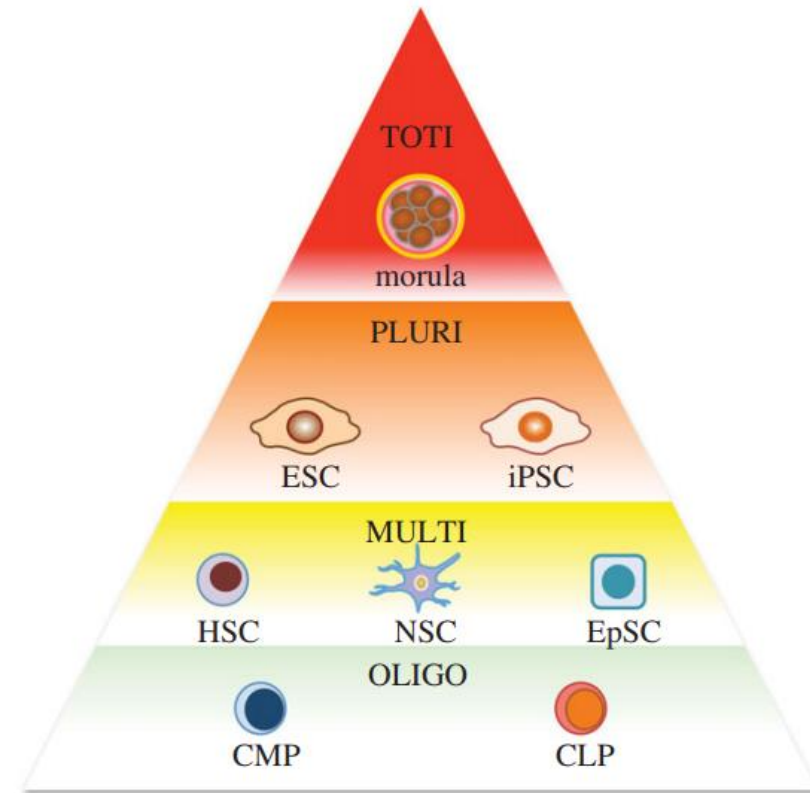 TOTI
morula
PLURI
ESC iPSC
MULTI
HSC NSC EpSC
OLIGO
CMP CLP